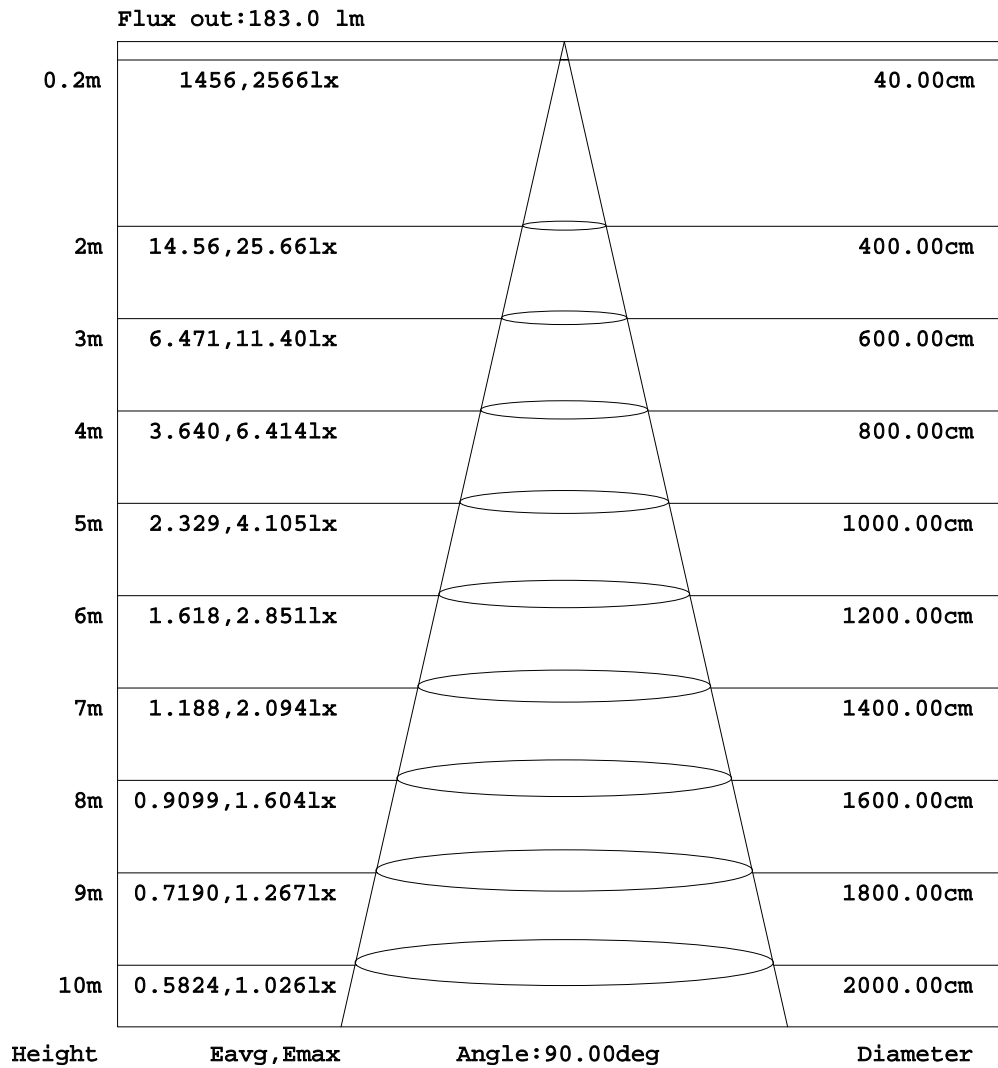 Flux out:183.0 lm
0.2m 1456,2566lx 40.00cm
2m 14.56,25.66lx 400.00cm
3m 6.471,11.40lx 600.00cm
4m 3.640,6.414lx 800.00cm
5m 2.329,4.105lx 1000.00cm
6m 1.618,2.851lx 1200.00cm
7m 1.188,2.094lx 1400.00cm
8m 0.9099,1.604lx 1600.00cm
9m 0.7190,1.267lx 1800.00cm
10m 0.5824,1.026lx 2000.00cm
Height Eavg,Emax Angle:90.00deg Diameter